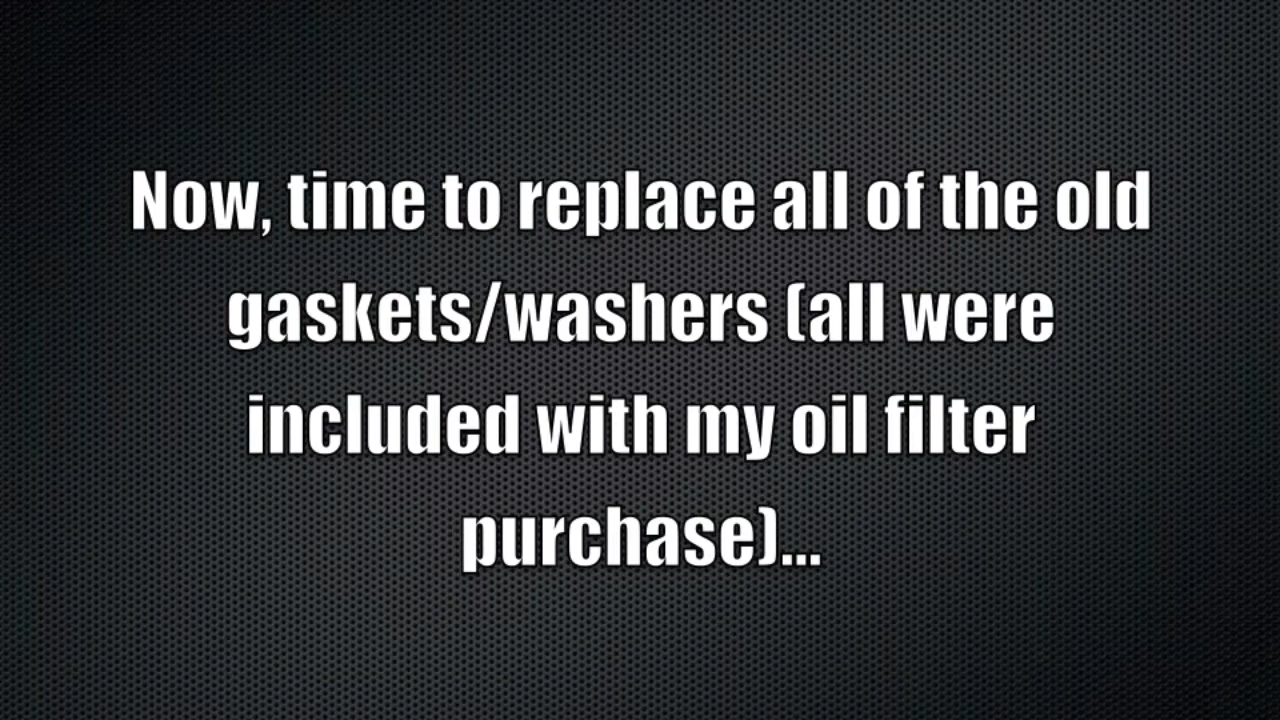 Now, time to replace all of the old
gaskets/washers (all were
included with my oil filter
purchase)...